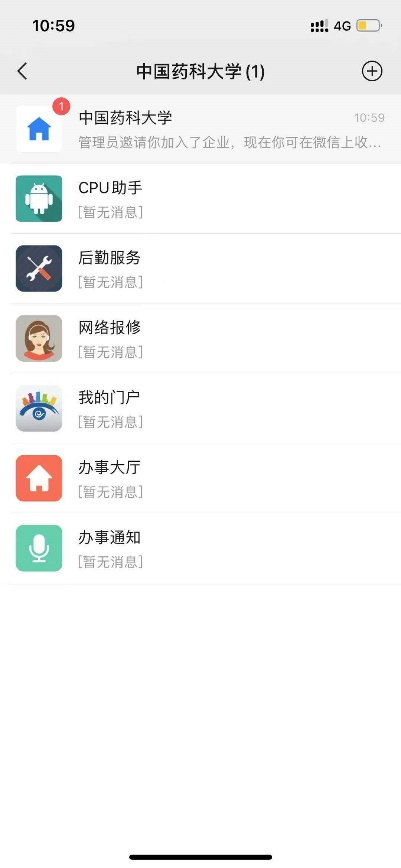 10:59
4G
中国药科大学(1)
1
中国药科大学
10:59
管理员邀请你加入了企业，现在你可在微信上收...
CPU助手
[暂无消息]
后勤服务
[暂无消息]
网络报修
[暂无消息]
我的门户
[暂无消息]
办事大厅
[暂无消息]
办事通知
[暂无消息]